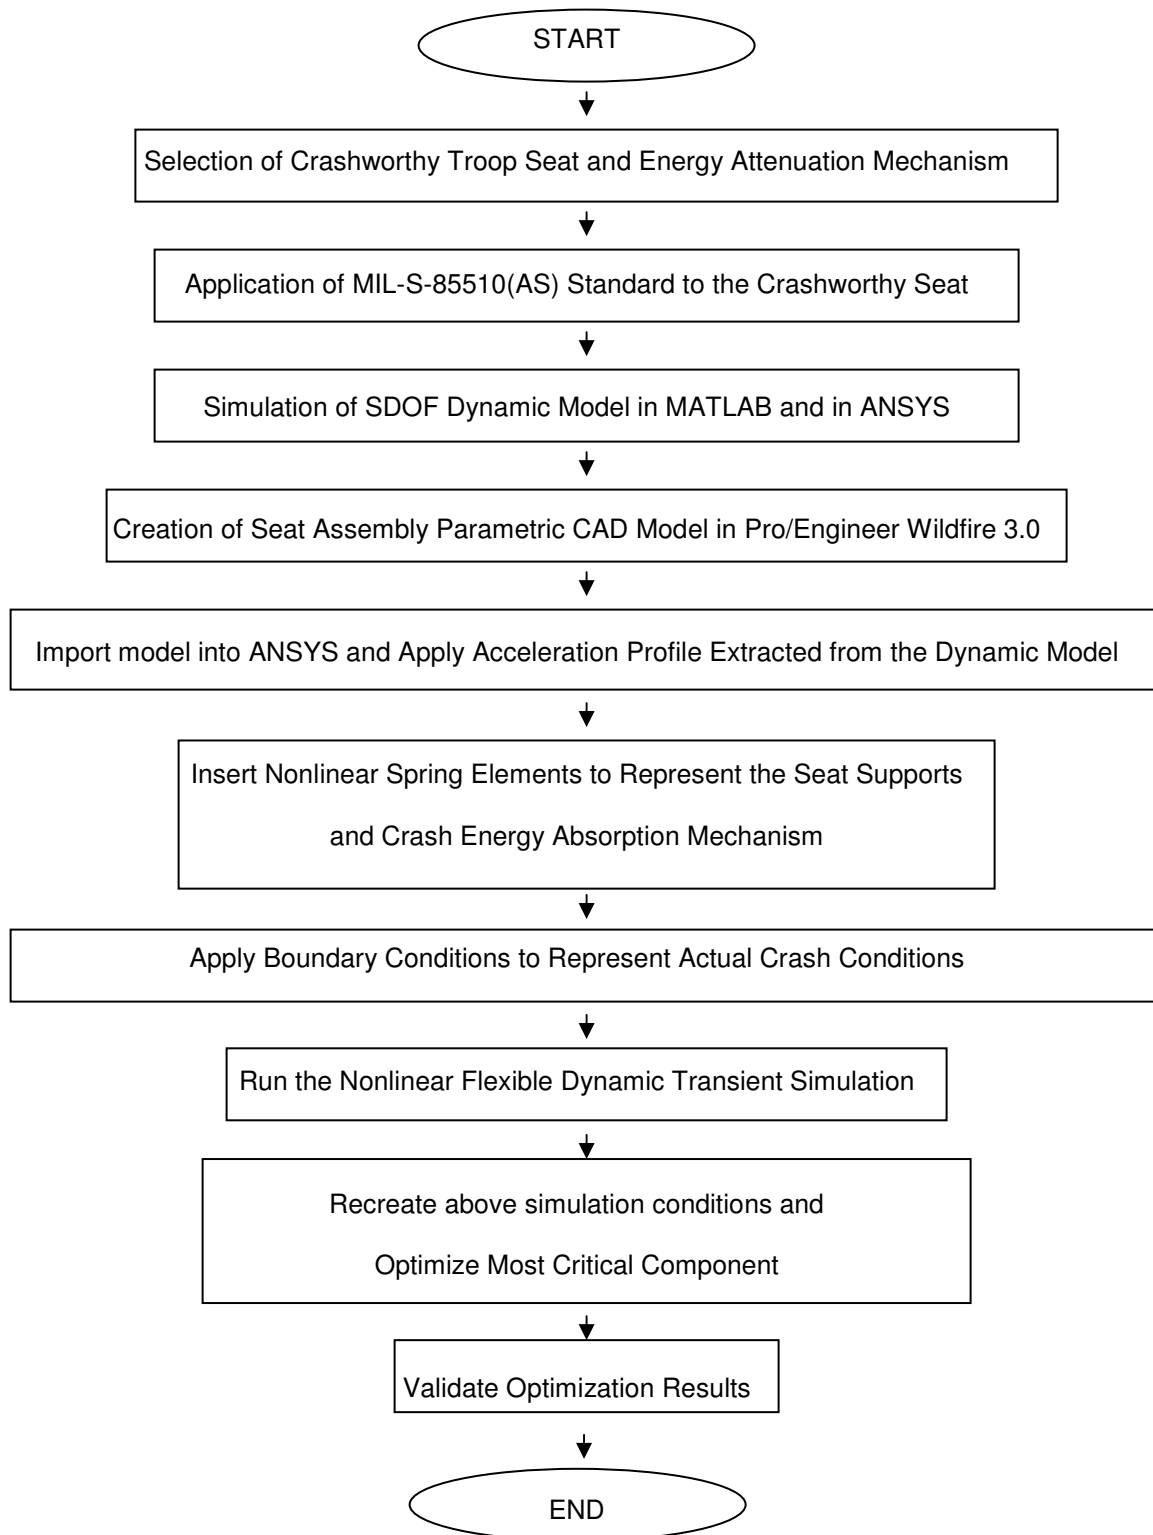 START
Selection of Crashworthy Troop Seat and Energy Attenuation Mechanism
Application of MIL-S-85510(AS) Standard to the Crashworthy Seat
Simulation of SDOF Dynamic Model in MATLAB and in ANSYS
Creation of Seat Assembly Parametric CAD Model in Pro/Engineer Wildfire 3.0
Import model into ANSYS and Apply Acceleration Profile Extracted from the Dynamic Model
Insert Nonlinear Spring Elements to Represent the Seat Supports
and Crash Energy Absorption Mechanism
Apply Boundary Conditions to Represent Actual Crash Conditions
Run the Nonlinear Flexible Dynamic Transient Simulation
Recreate above simulation conditions and
Optimize Most Critical Component
Validate Optimization Results
END